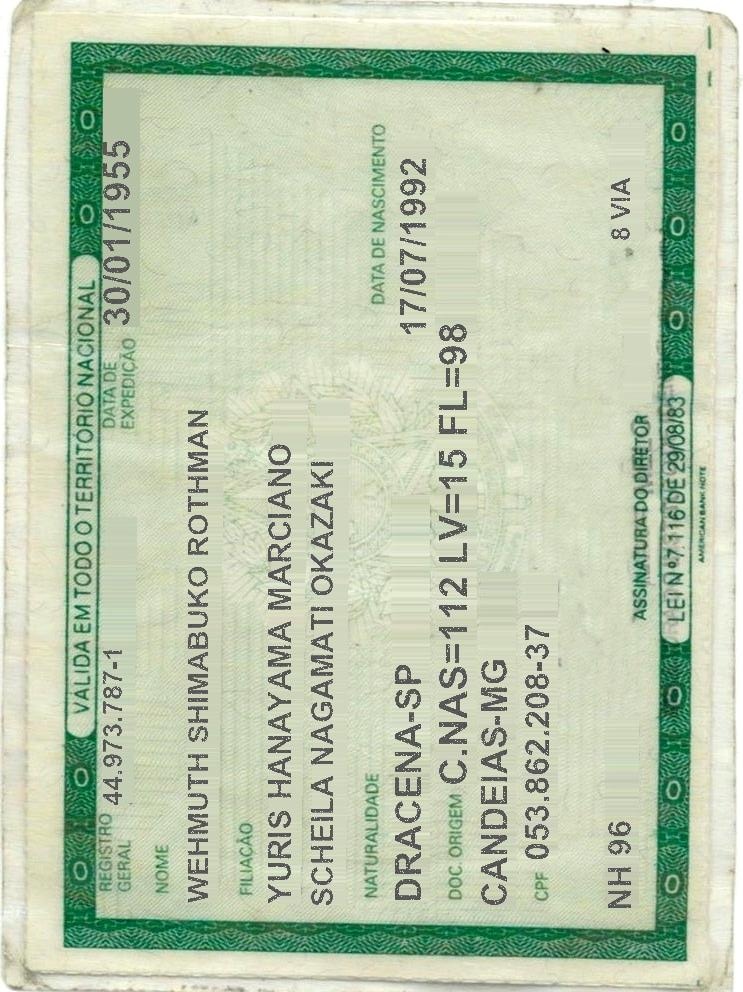 VÁLIDA EM TODO O TERRITÓRIO NACIONAL
REGISTRO GERAL 44.973.787-1 DATA DE EXPEDIÇÃO 30/01/1955
NOME
WEHMUTH SHIMABUKO ROTHMAN
FILIAÇÃO
YURIS HANAYAMA MARCIANO
SCHEILA NAGAMATI OKAZAKI
NATURALIDADE DATA DE NASCIMENTO
DRACENA-SP 17/07/1992
DOC. ORIGEM C.NAS=112 LV=15 FL=98
CANDEIAS-MG
CPF 053.862.208-37
NH 96 8 VIA
ASSINATURA DO DIRETOR
LEI Nº 7.116 DE 29/08/83
AMERICAN BANK NOTE